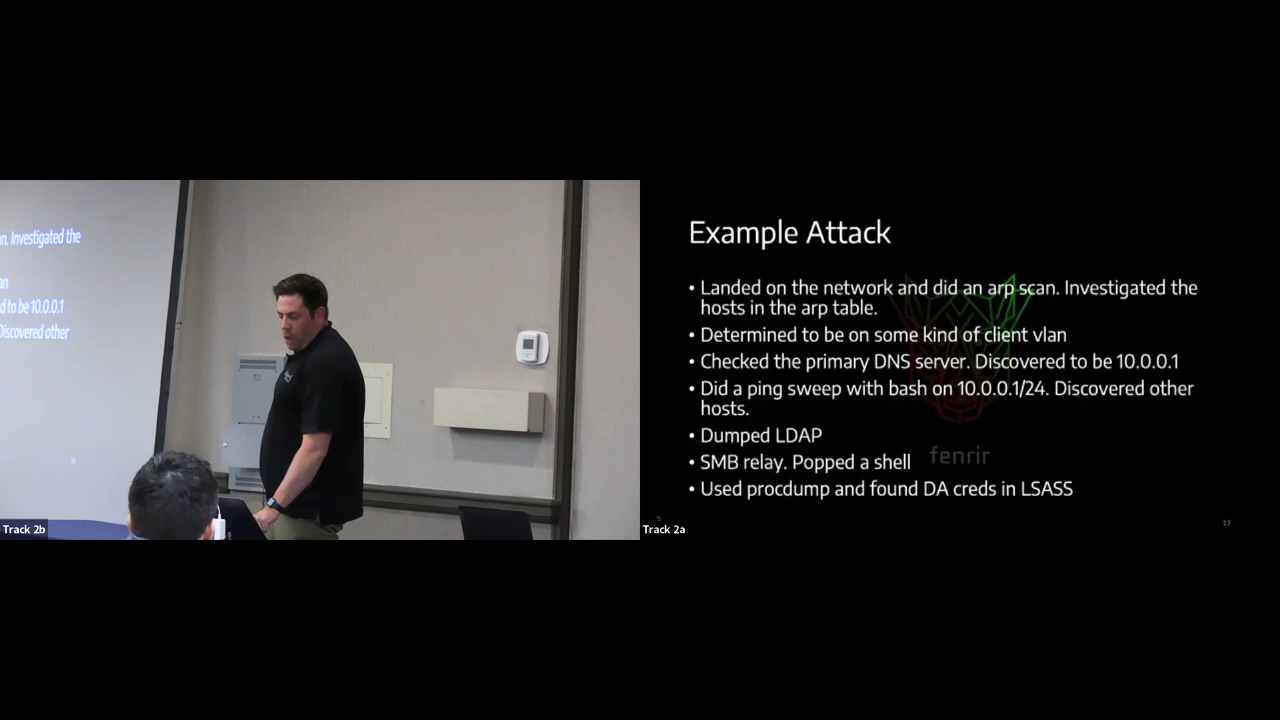 n. Investigated the
an
d to be 10.0.0.1
Discovered other
Track 2b
Example Attack
• Landed on the network and did an arp scan. Investigated the
hosts in the arp table.
• Determined to be on some kind of client vlan
• Checked the primary DNS server. Discovered to be 10.0.0.1
• Did a ping sweep with bash on 10.0.0.1/24. Discovered other
hosts.
• Dumped LDAP
• SMB relay. Popped a shell
fenrir
• Used procdump and found DA creds in LSASS
Track 2a
17